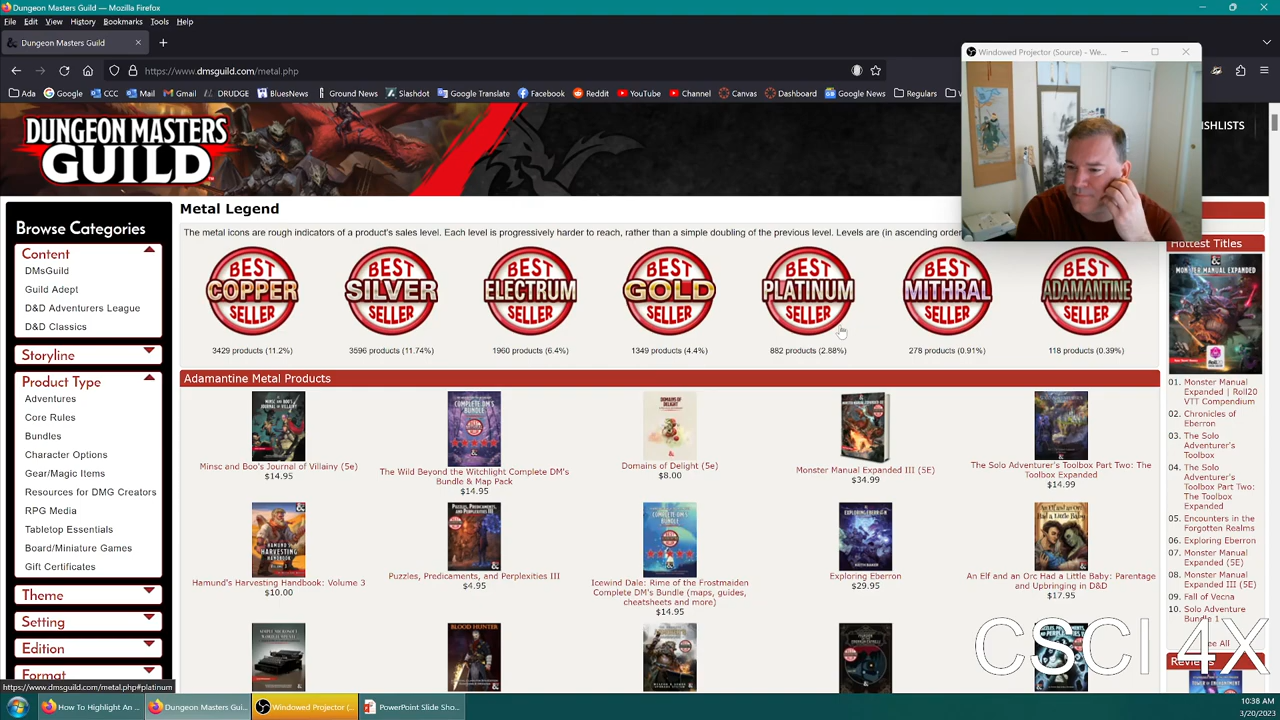 Dungeon Masters Guild — Mozilla Firefox
File Edit View History Bookmarks Tools Help
Dungeon Masters Guild
https://www.dmsguild.com/metal.php
Ada Google CCC Mail Gmail DRUDGE BluesNews Ground News Slashdot Google Translate Facebook Reddit YouTube Channel Canvas Dashboard Google News Regulars
Windowed Projector (Source) - We...
DUNGEON MASTERS
GUILD
ISHLISTS
Browse Categories
Content
DMsGuild
Guild Adept
D&D Adventurers League
D&D Classics
Storyline
Product Type
Adventures
Core Rules
Bundles
Character Options
Gear/Magic Items
Resources for DMG Creators
RPG Media
Tabletop Essentials
Board/Miniature Games
Gift Certificates
Theme
Setting
Edition
Format
Metal Legend
The metal icons are rough indicators of a product's sales level. Each level is progressively harder to reach, rather than a simple doubling of the previous level. Levels are (in ascending order
BEST COPPER SELLER
BEST SILVER SELLER
BEST ELECTRUM SELLER
BEST GOLD SELLER
BEST PLATINUM SELLER
BEST MITHRAL SELLER
BEST ADAMANTINE SELLER
3429 products (11.2%) 3596 products (11.74%) 1960 products (6.4%) 1349 products (4.4%) 882 products (2.88%) 278 products (0.91%) 118 products (0.39%)
Adamantine Metal Products
Minsc and Boo's Journal of Villainy (5e)
$14.95
The Wild Beyond the Witchlight Complete DM's
Bundle & Map Pack
$14.95
Domains of Delight (5e)
$8.00
Monster Manual Expanded III (5E)
$34.99
The Solo Adventurer's Toolbox Part Two: The
Toolbox Expanded
$14.99
Hamund's Harvesting Handbook: Volume 3
$10.00
Puzzles, Predicaments, and Perplexities III
$4.95
Icewind Dale: Rime of the Frostmaiden
Complete DM's Bundle (maps, guides,
cheatsheets and more)
$14.95
Exploring Eberron
$29.95
An Elf and an Orc Had a Little Baby: Parentage
and Upbringing in D&D
$17.95
BLOOD HUNTER
Hottest Titles
MONSTER MANUAL EXPANDED
01. Monster
Manual
Expanded | Roll20
VTT Compendium
02. Chronicles of
Eberron
03. The Solo
Adventurer's
Toolbox
04. The Solo
Adventurer's
Toolbox Part Two:
The Toolbox
Expanded
05. Encounters in the
Forgotten Realms
06. Exploring Eberron
07. Monster Manual
Expanded (5E)
08. Monster Manual
Expanded III (5E)
09. Fall of Vecna
10. Solo Adventure
Bundle 1
See All
Reviews
CSCI 4X
https://www.dmsguild.com/metal.php#platinum
How To Highlight An ...
Dungeon Masters Gui...
Windowed Projector (...
PowerPoint Slide Sho...
10:38 AM
3/20/2023